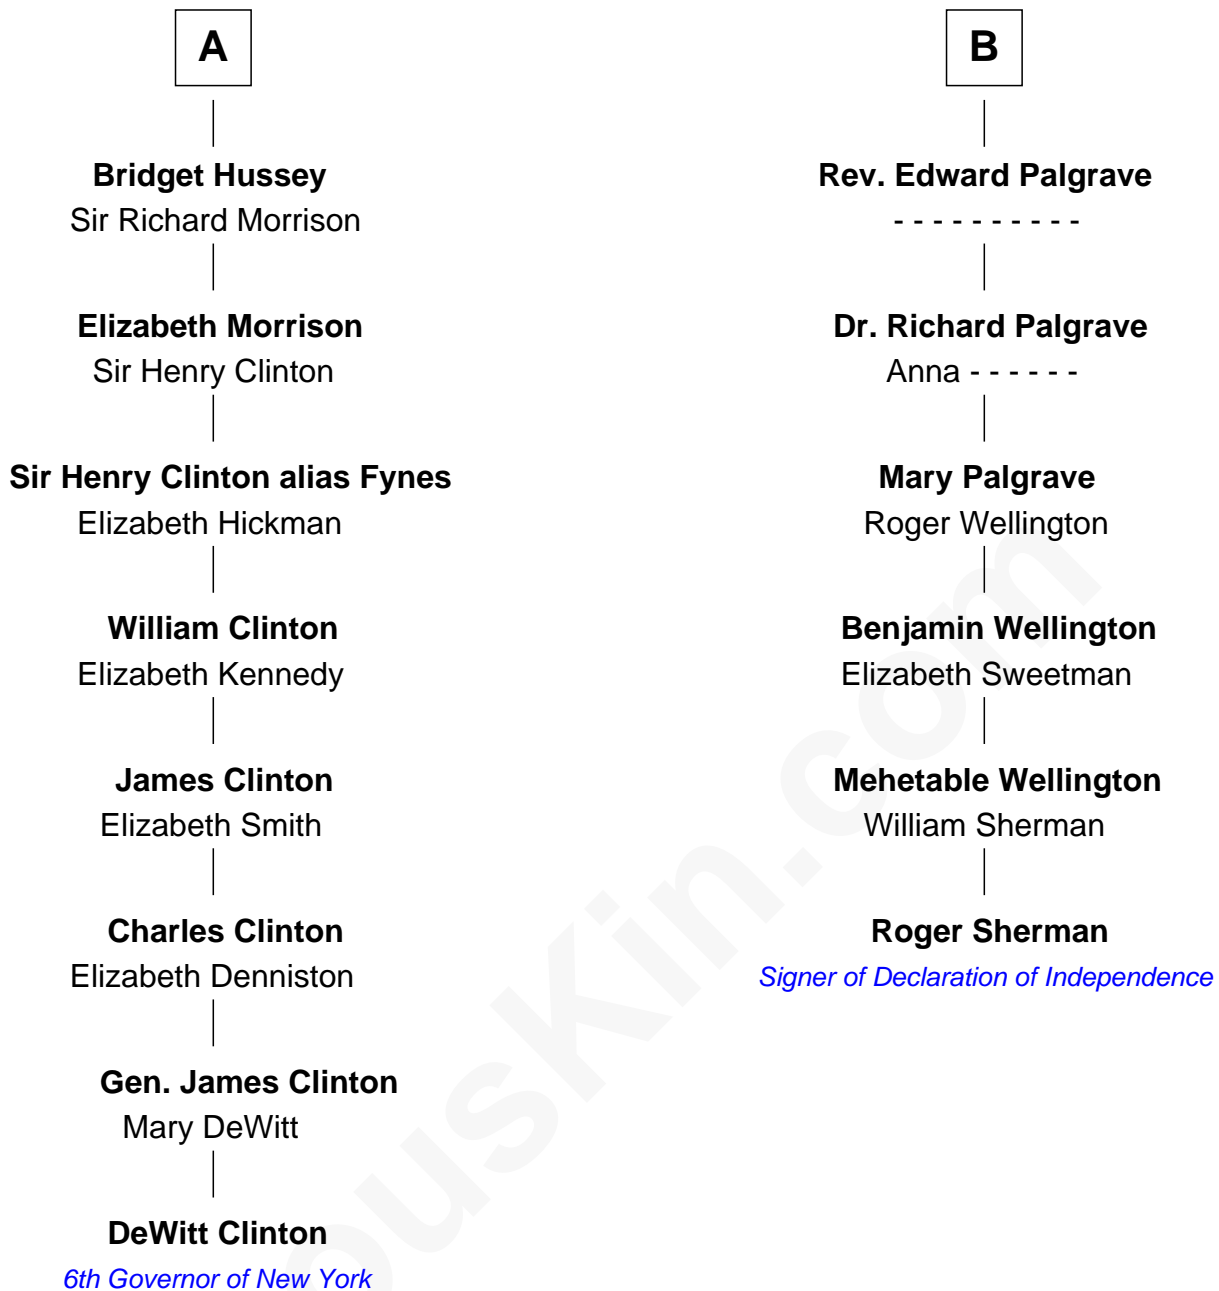 A
Bridget Hussey
Sir Richard Morrison
Elizabeth Morrison
Sir Henry Clinton
Sir Henry Clinton alias Fynes
Elizabeth Hickman
William Clinton
Elizabeth Kennedy
James Clinton
Elizabeth Smith
Charles Clinton
Elizabeth Denniston
Gen. James Clinton
Mary DeWitt
DeWitt Clinton
6th Governor of New York
B
Rev. Edward Palgrave
- - - - - - - - - -
Dr. Richard Palgrave
Anna - - - - - -
Mary Palgrave
Roger Wellington
Benjamin Wellington
Elizabeth Sweetman
Mehetable Wellington
William Sherman
Roger Sherman
Signer of Declaration of Independence
ousKin.com